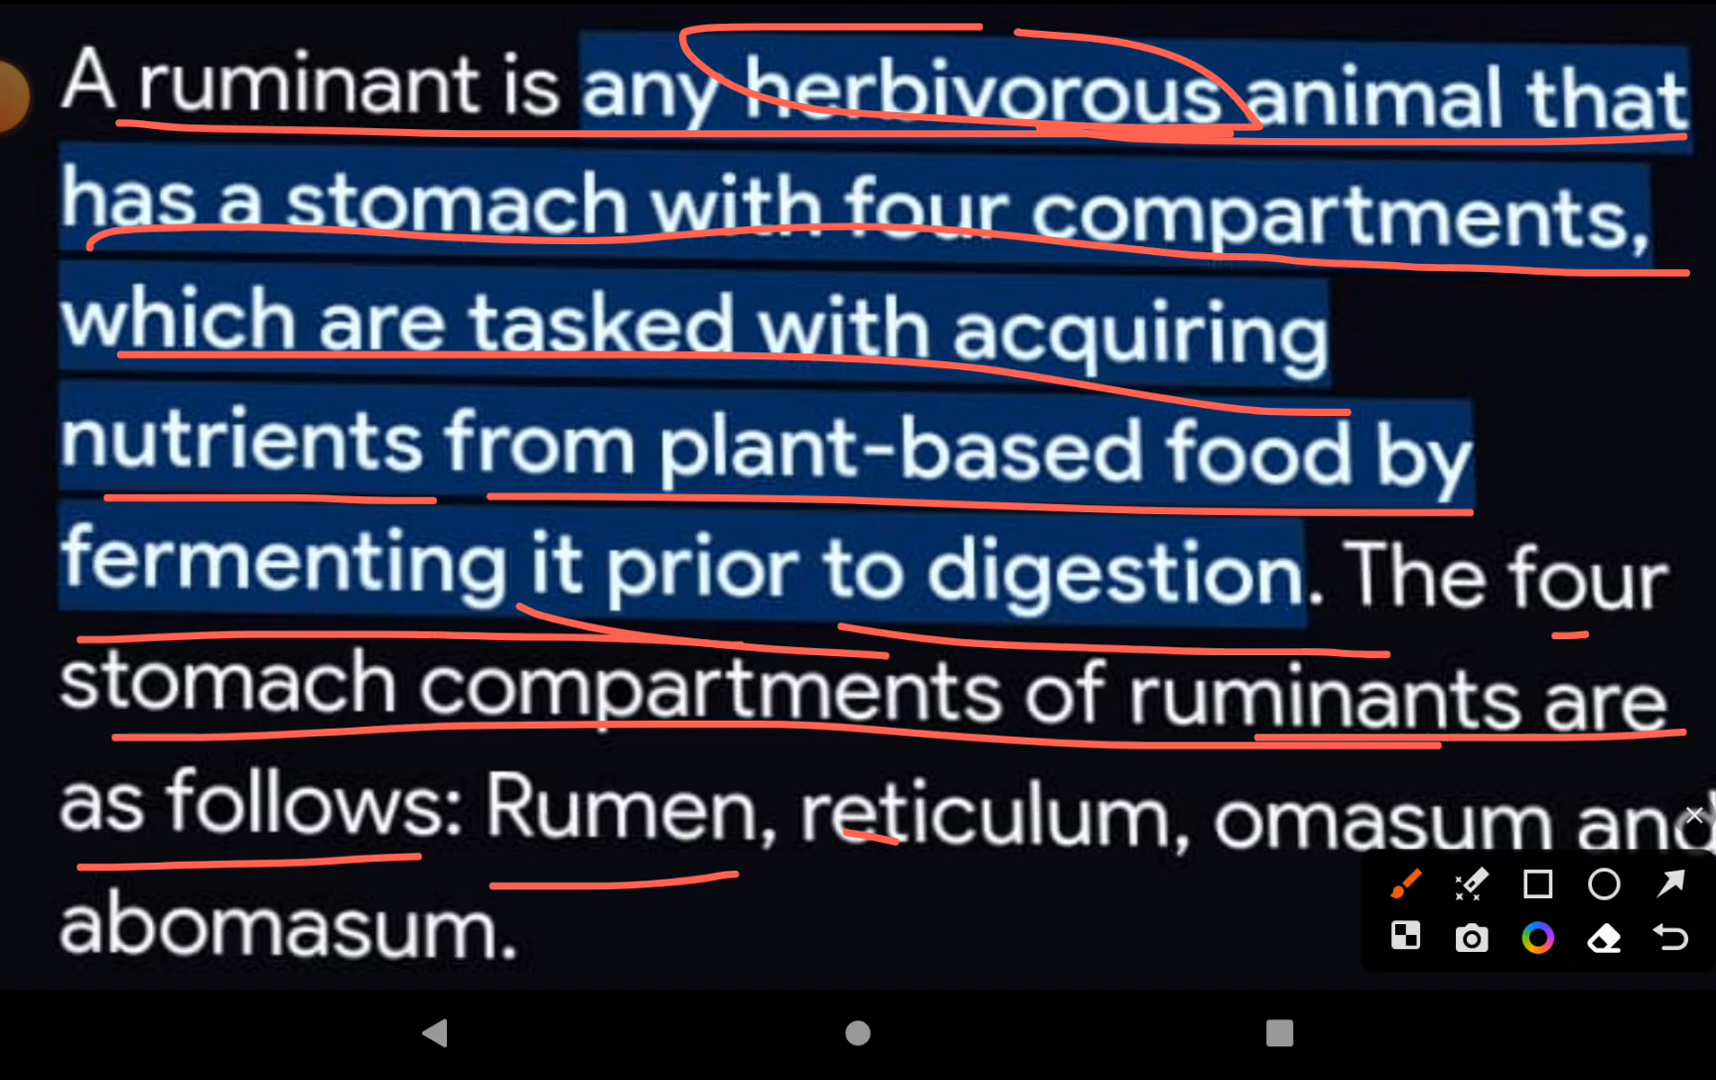 A ruminant is any herbivorous animal that
has a stomach with four compartments,
which are tasked with acquiring
nutrients from plant-based food by
fermenting it prior to digestion. The four
stomach compartments of ruminants are
as follows: Rumen, reticulum, omasum and
abomasum.